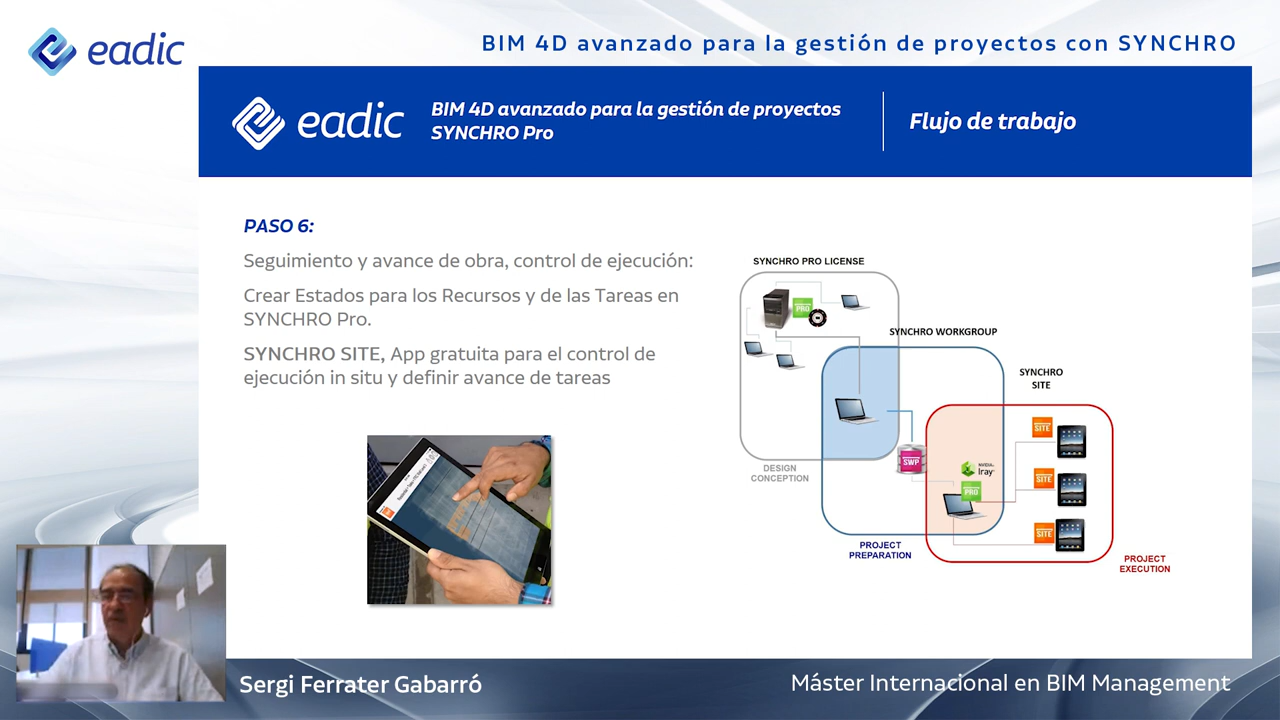 eadic
BIM 4D avanzado para la gestión de proyectos con SYNCHRO
eadic
BIM 4D avanzado para la gestión de proyectos
SYNCHRO Pro
Flujo de trabajo
PASO 6:
Seguimiento y avance de obra, control de ejecución:
Crear Estados para los Recursos y de las Tareas en
SYNCHRO Pro.
SYNCHRO SITE, App gratuita para el control de
ejecución in situ y definir avance de tareas
SYNCHRO PRO LICENSE
PRO
SYNCHRO WORKGROUP
SYNCHRO
SITE
SITE
SWP
NVIDIA
Iray
PRO
SITE
SITE
DESIGN
CONCEPTION
PROJECT
PREPARATION
PROJECT
EXECUTION
Sergi Ferrater Gabarró
Máster Internacional en BIM Management